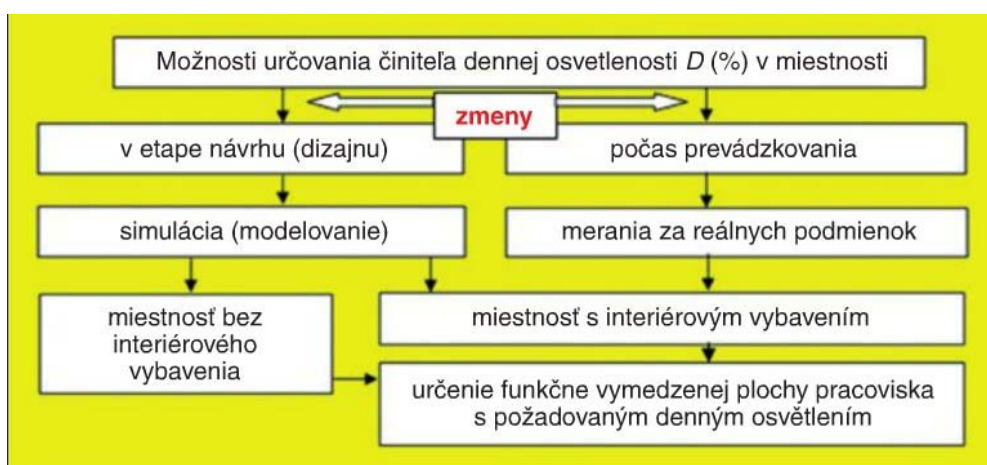 Možnosti určovania činiteľa dennej osvetlenosti D (%) v miestnosti
zmeny
v etape návrhu (dizajnu)
počas prevádzkovania
simulácia (modelovanie)
merania za reálnych podmienok
miestnosť bez
interiérového
vybavenia
miestnosť s interiérovým vybavením
určenie funkčne vymedzenej plochy pracoviska
s požadovaným denným osvětlením